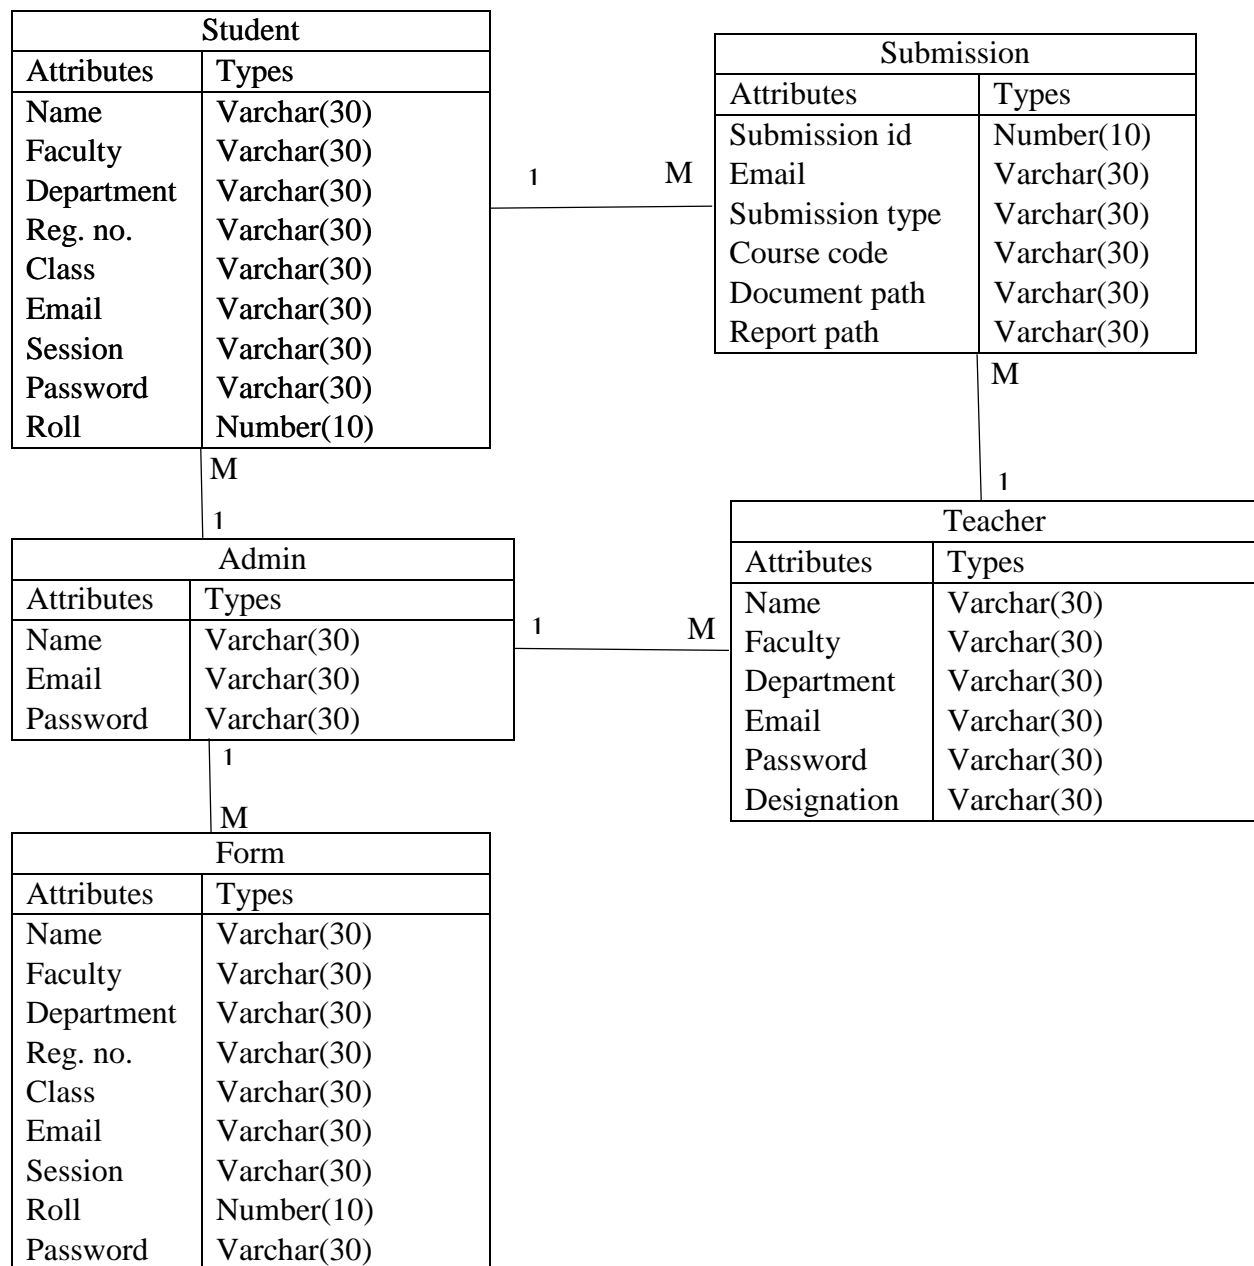 Student
Attributes Types
Name Varchar(30)
Faculty Varchar(30)
Department Varchar(30)
Reg. no. Varchar(30)
Class Varchar(30)
Email Varchar(30)
Session Varchar(30)
Password Varchar(30)
Roll Number(10)
1 M
Submission
Attributes Types
Submission id Number(10)
Email Varchar(30)
Submission type Varchar(30)
Course code Varchar(30)
Document path Varchar(30)
Report path Varchar(30)
M
1
M
1
Admin
Attributes Types
Name Varchar(30)
Email Varchar(30)
Password Varchar(30)
1 M
Teacher
Attributes Types
Name Varchar(30)
Faculty Varchar(30)
Department Varchar(30)
Email Varchar(30)
Password Varchar(30)
Designation Varchar(30)
1
M
Form
Attributes Types
Name Varchar(30)
Faculty Varchar(30)
Department Varchar(30)
Reg. no. Varchar(30)
Class Varchar(30)
Email Varchar(30)
Session Varchar(30)
Roll Number(10)
Password Varchar(30)